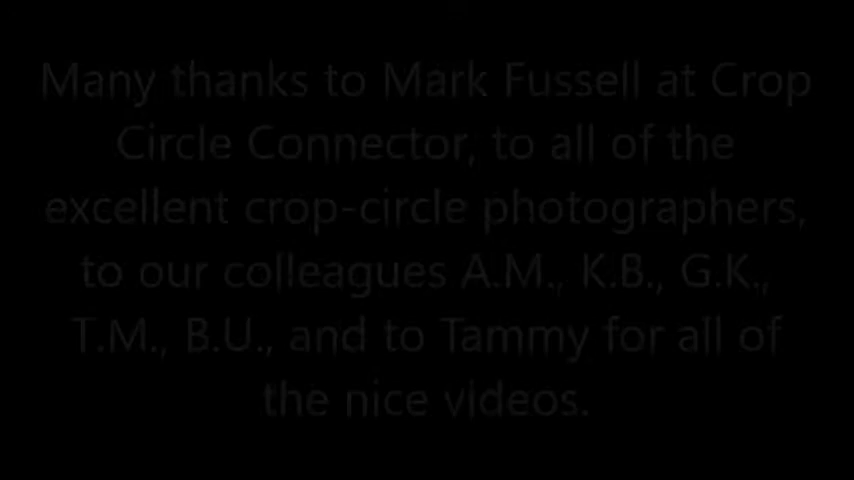 Many thanks to Mark Fussell at Crop
Circle Connector, to all of the
excellent crop-circle photographers,
to our colleagues A.M., K.B., G.K.,
T.M., B.U., and to Tammy for all of
the nice videos.